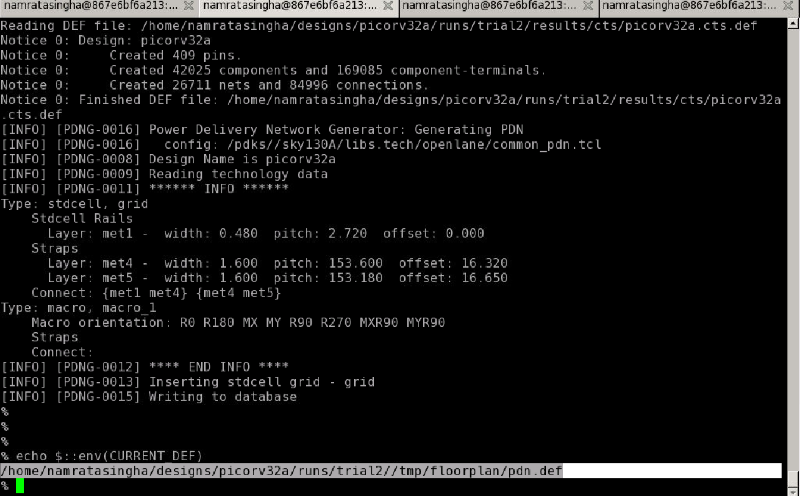 namratasingha@867e6bf6a213:... namratasingha@867e6bf6a213:... namratasingha@867e6bf6a213:... namratasingha@867e6bf6a213:...
Reading DEF file: /home/namratasingha/designs/picorv32a/runs/trial2/results/cts/picorv32a.cts.def
Notice 0: Design: picorv32a
Notice 0:     Created 409 pins.
Notice 0:     Created 42025 components and 169085 component-terminals.
Notice 0:     Created 26711 nets and 84996 connections.
Notice 0: Finished DEF file: /home/namratasingha/designs/picorv32a/runs/trial2/results/cts/picorv32a
.cts.def
[INFO] [PDNG-0016] Power Delivery Network Generator: Generating PDN
[INFO] [PDNG-0016]   config: /pdks//sky130A/libs.tech/openlane/common_pdn.tcl
[INFO] [PDNG-0008] Design Name is picorv32a
[INFO] [PDNG-0009] Reading technology data
[INFO] [PDNG-0011] ****** INFO ******
Type: stdcell, grid
    Stdcell Rails
      Layer: met1 -  width: 0.480  pitch: 2.720  offset: 0.000
    Straps
      Layer: met4 -  width: 1.600  pitch: 153.600  offset: 16.320
      Layer: met5 -  width: 1.600  pitch: 153.180  offset: 16.650
    Connect: {met1 met4} {met4 met5}
Type: macro, macro_1
    Macro orientation: R0 R180 MX MY R90 R270 MXR90 MYR90
    Straps
    Connect:
[INFO] [PDNG-0012] **** END INFO ****
[INFO] [PDNG-0013] Inserting stdcell grid - grid
[INFO] [PDNG-0015] Writing to database
%
%
%
% echo $::env(CURRENT_DEF)
/home/namratasingha/designs/picorv32a/runs/trial2//tmp/floorplan/pdn.def
%